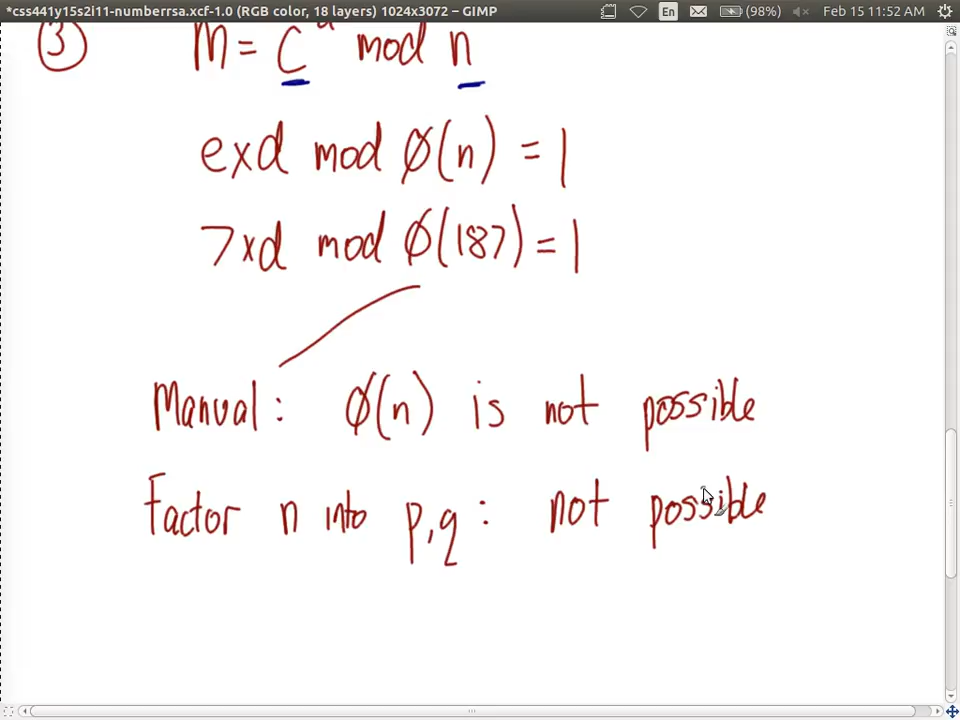 *css441y15s2i11-numberrsa.xcf-1.0 (RGB color, 18 layers) 1024x3072 – GIMP En (98%) Feb 15 11:52 AM
3 M = C^d mod n
exd mod Ø(n) = 1
7xd mod Ø(187) = 1
Manual: Ø(n) is not possible
Factor n into p,q: not possible